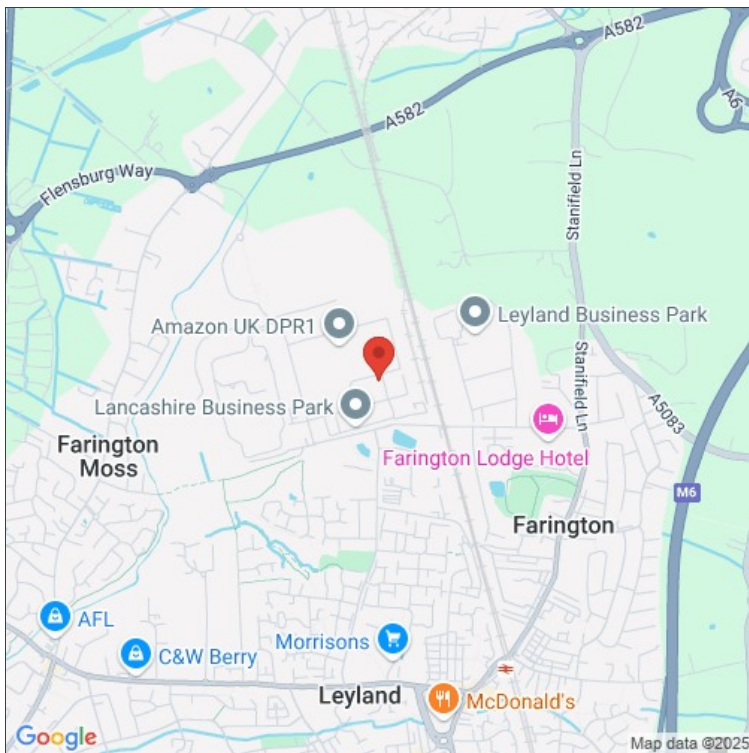 A582
A6
A582
Flensburg Way
Stanifield Ln
Amazon UK DPR1
Leyland Business Park
Stanifield Ln
Lancashire Business Park
A5083
Farington
Moss
Farington Lodge Hotel
M6
Farington
AFL
Morrisons
C&W Berry
Leyland
McDonald's
Google
Map data ©2025